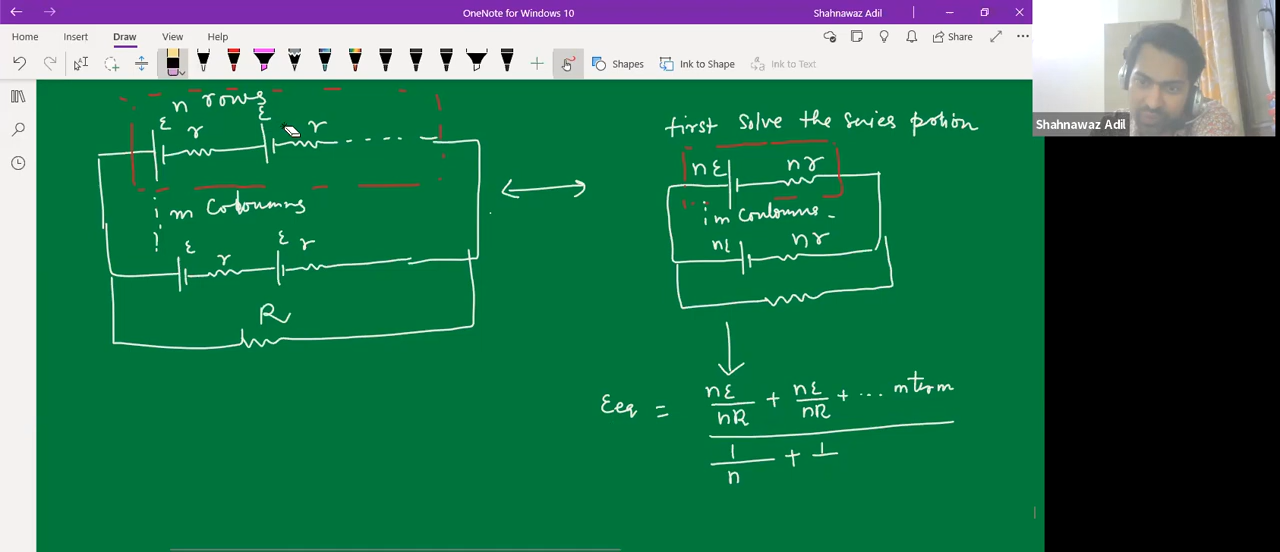 OneNote for Windows 10
Shahnawaz Adil
Home
Insert
Draw
View
Help
Share
Shapes
Ink to Shape
Ink to Text
Shahnawaz Adil
n rows
ε r ε r
m Coloumns
ε r ε r
R
first solve the series potion
nε nr
m Coloumns
nε nr
Eeq = nε/nR + nε/nR + ... m term
1/n + 1